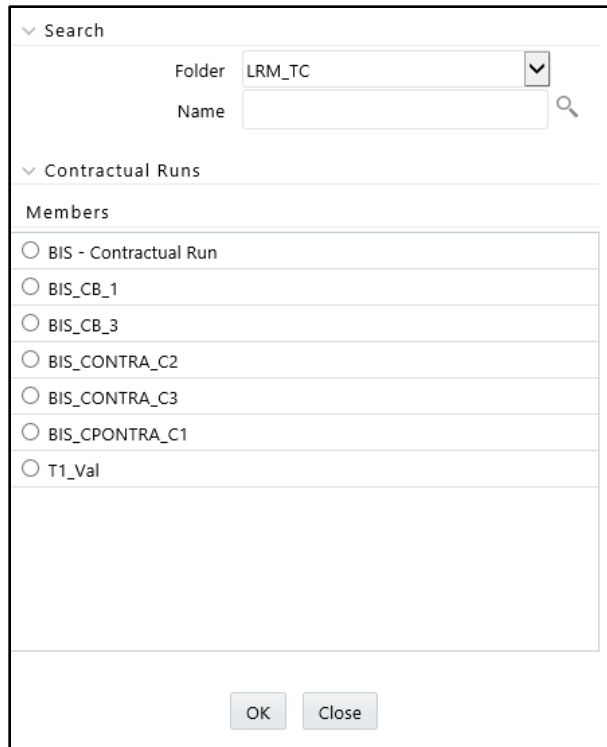 Search
Folder LRM_TC
Name
Contractual Runs
Members
BIS - Contractual Run
BIS_CB_1
BIS_CB_3
BIS_CONTRA_C2
BIS_CONTRA_C3
BIS_CPONTRA_C1
T1_Val
OK Close